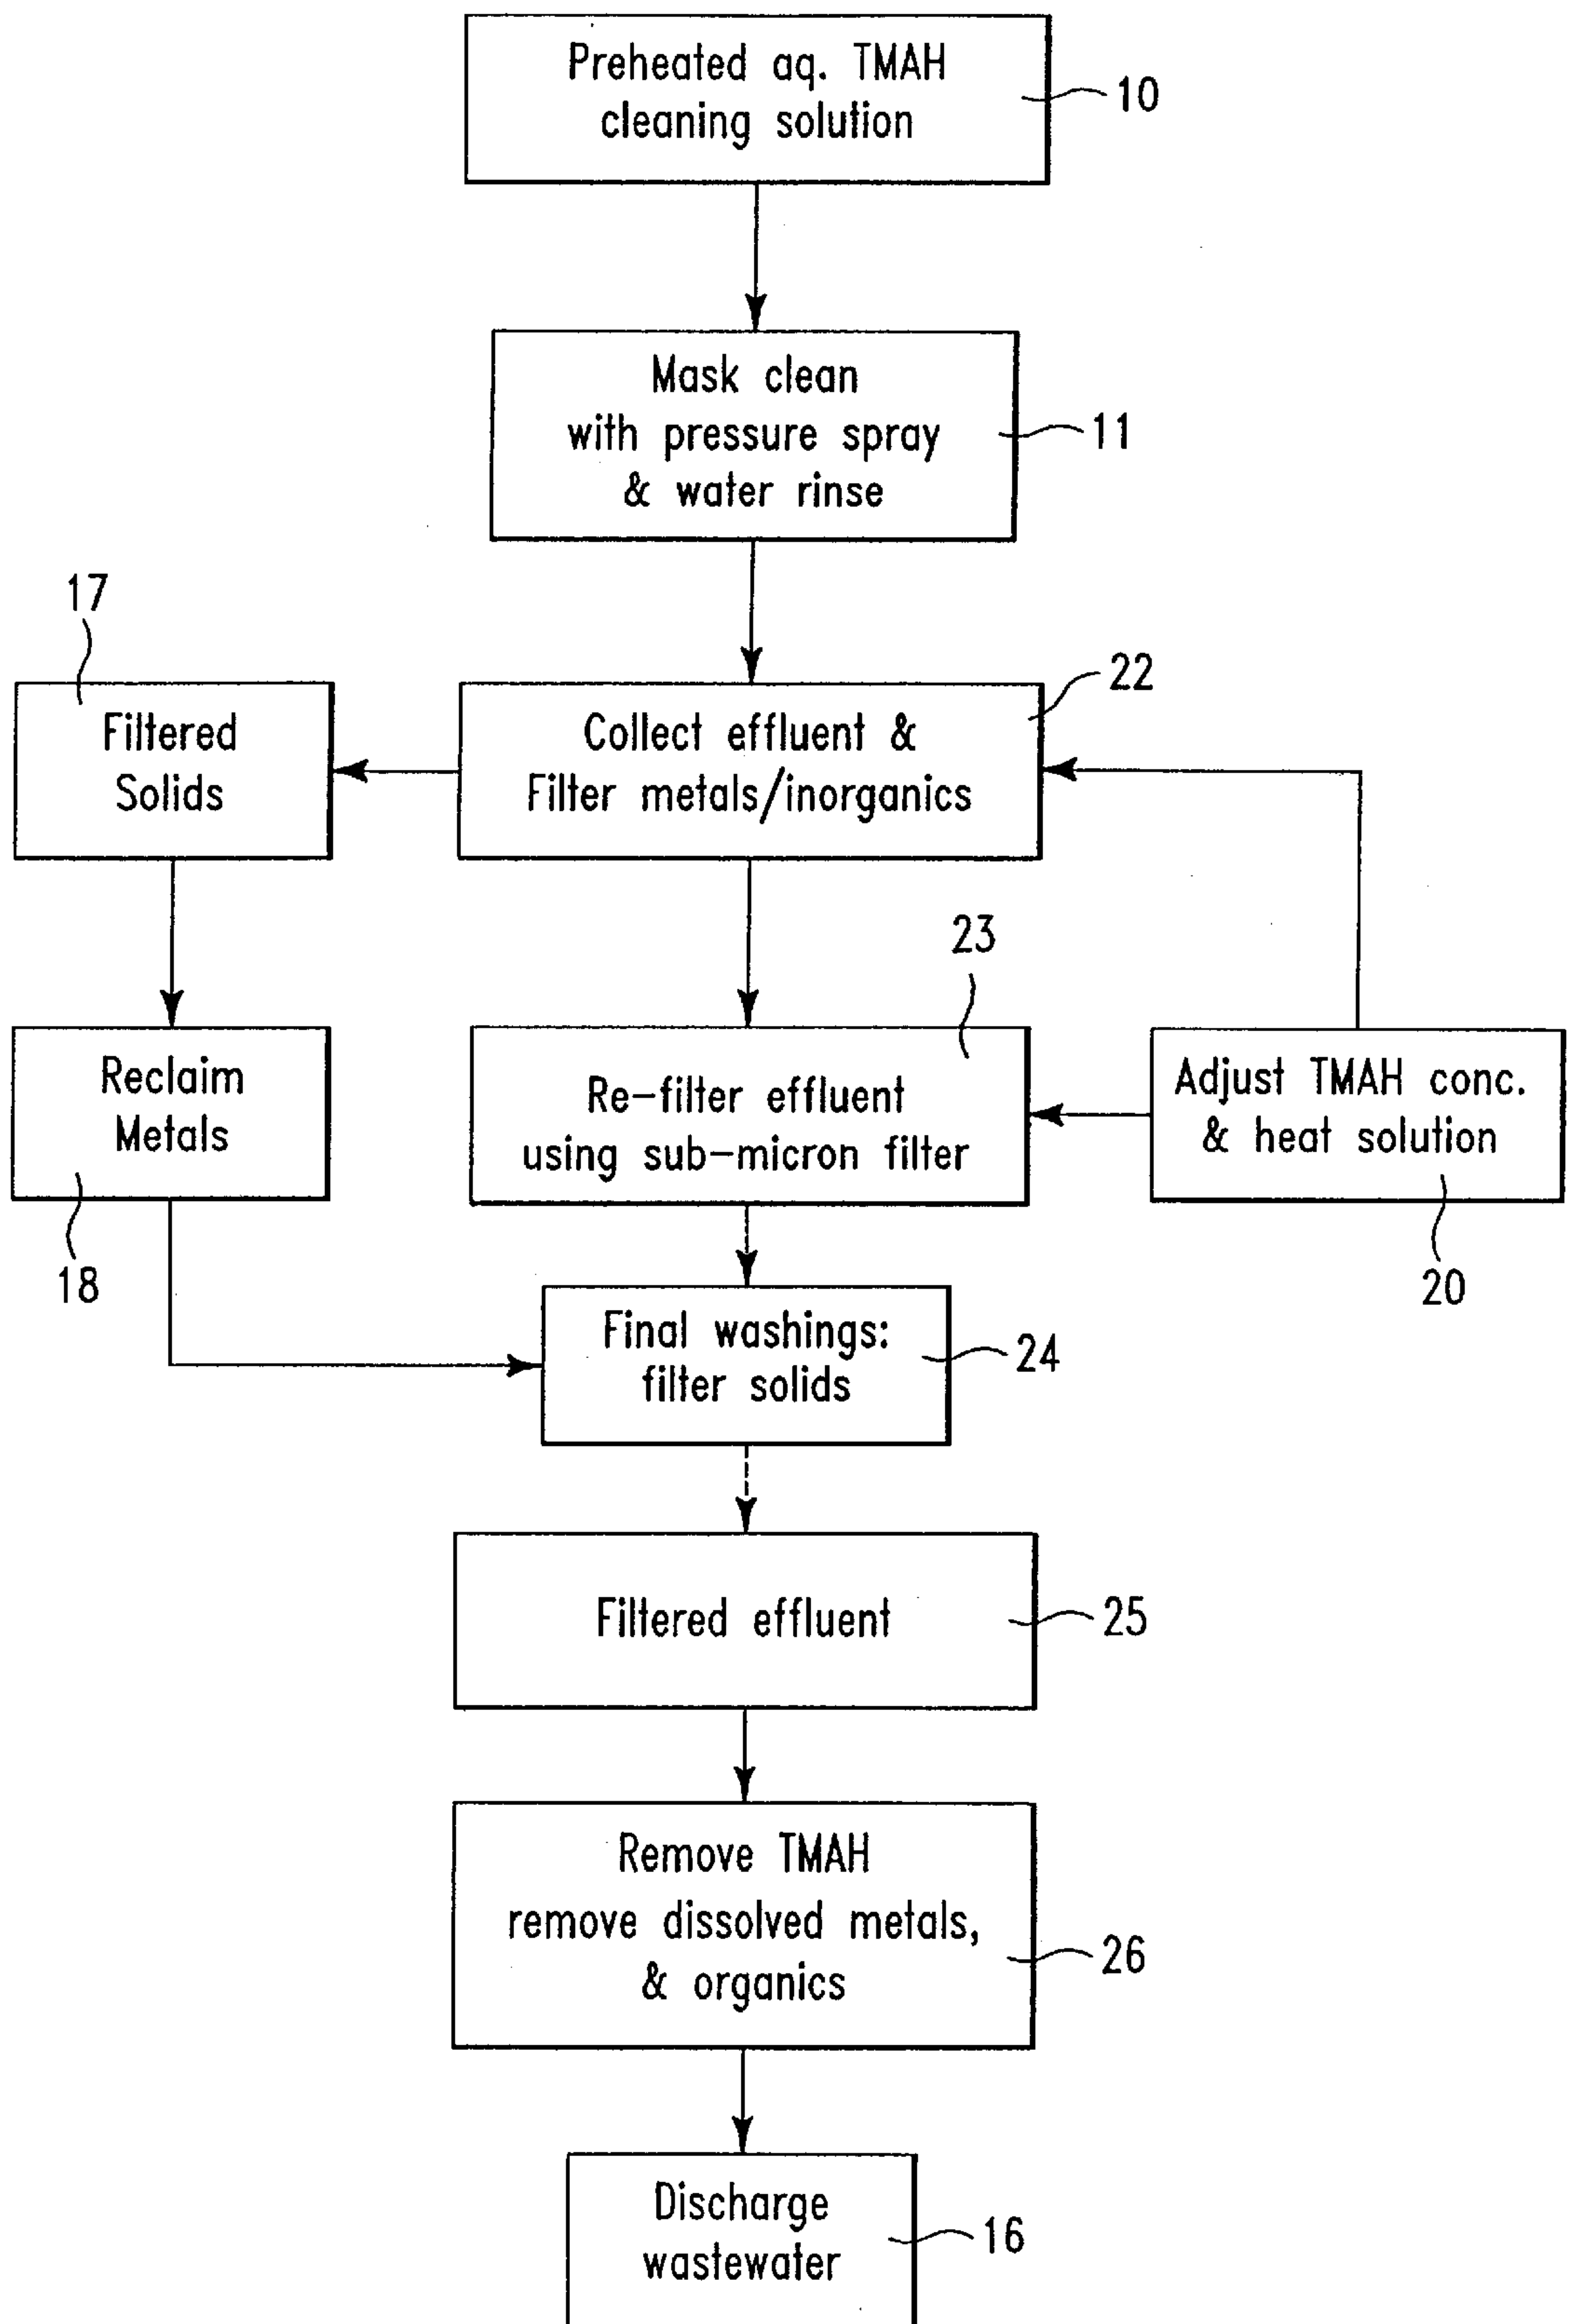 Preheated aq. TMAH
cleaning solution
10
Mask clean
with pressure spray
& water rinse
11
17
Filtered
Solids
Collect effluent &
Filter metals/inorganics
22
Reclaim
Metals
18
23
Re-filter effluent
using sub-micron filter
Adjust TMAH conc.
& heat solution
20
Final washings:
filter solids
24
Filtered effluent
25
Remove TMAH
remove dissolved metals,
& organics
26
Discharge
wastewater
16